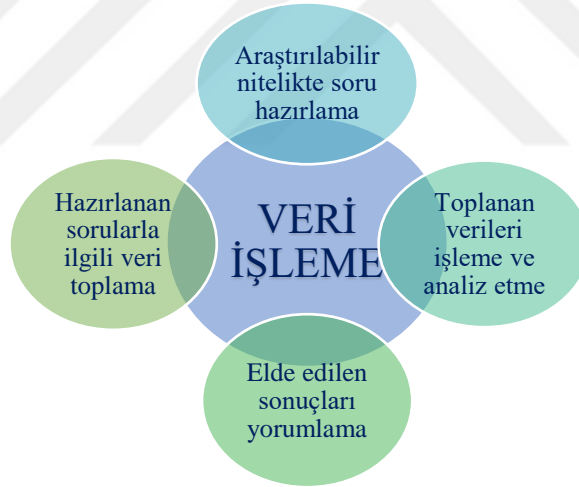 Araştırılabilir
nitelikte soru
hazırlama
Hazırlanan
sorularla
ilgili veri
toplama
VERİ
İŞLEME
Toplanan
verileri
işleme ve
analiz etme
Elde edilen
sonuçları
yorumlama